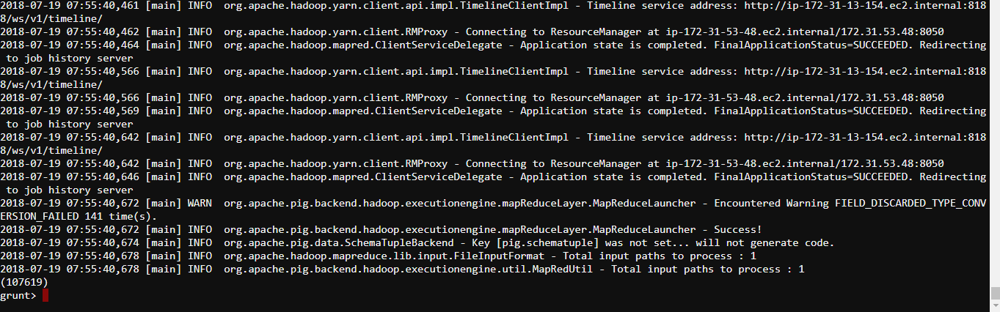 2018-07-19 07:55:40,461 [main] INFO  org.apache.hadoop.yarn.client.api.impl.TimelineClientImpl - Timeline service address: http://ip-172-31-13-154.ec2.internal:818
8/ws/v1/timeline/
2018-07-19 07:55:40,462 [main] INFO  org.apache.hadoop.yarn.client.RMProxy - Connecting to ResourceManager at ip-172-31-53-48.ec2.internal/172.31.53.48:8050
2018-07-19 07:55:40,464 [main] INFO  org.apache.hadoop.mapred.ClientServiceDelegate - Application state is completed. FinalApplicationStatus=SUCCEEDED. Redirecting
 to job history server
2018-07-19 07:55:40,566 [main] INFO  org.apache.hadoop.yarn.client.api.impl.TimelineClientImpl - Timeline service address: http://ip-172-31-13-154.ec2.internal:818
8/ws/v1/timeline/
2018-07-19 07:55:40,566 [main] INFO  org.apache.hadoop.yarn.client.RMProxy - Connecting to ResourceManager at ip-172-31-53-48.ec2.internal/172.31.53.48:8050
2018-07-19 07:55:40,569 [main] INFO  org.apache.hadoop.mapred.ClientServiceDelegate - Application state is completed. FinalApplicationStatus=SUCCEEDED. Redirecting
 to job history server
2018-07-19 07:55:40,642 [main] INFO  org.apache.hadoop.yarn.client.api.impl.TimelineClientImpl - Timeline service address: http://ip-172-31-13-154.ec2.internal:818
8/ws/v1/timeline/
2018-07-19 07:55:40,642 [main] INFO  org.apache.hadoop.yarn.client.RMProxy - Connecting to ResourceManager at ip-172-31-53-48.ec2.internal/172.31.53.48:8050
2018-07-19 07:55:40,646 [main] INFO  org.apache.hadoop.mapred.ClientServiceDelegate - Application state is completed. FinalApplicationStatus=SUCCEEDED. Redirecting
 to job history server
2018-07-19 07:55:40,672 [main] WARN  org.apache.pig.backend.hadoop.executionengine.mapReduceLayer.MapReduceLauncher - Encountered Warning FIELD_DISCARDED_TYPE_CONV
ERSION_FAILED 141 time(s).
2018-07-19 07:55:40,672 [main] INFO  org.apache.pig.backend.hadoop.executionengine.mapReduceLayer.MapReduceLauncher - Success!
2018-07-19 07:55:40,674 [main] INFO  org.apache.pig.data.SchemaTupleBackend - Key [pig.schematuple] was not set... will not generate code.
2018-07-19 07:55:40,678 [main] INFO  org.apache.hadoop.mapreduce.lib.input.FileInputFormat - Total input paths to process : 1
2018-07-19 07:55:40,678 [main] INFO  org.apache.pig.backend.hadoop.executionengine.util.MapRedUtil - Total input paths to process : 1
(107619)
grunt>